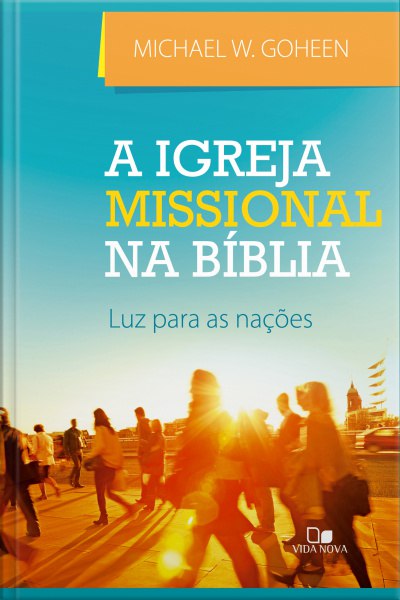 MICHAEL W. GOHEEN
A IGREJA
MISSIONAL
NA BÍBLIA
Luz para as nações
VIDA NOVA